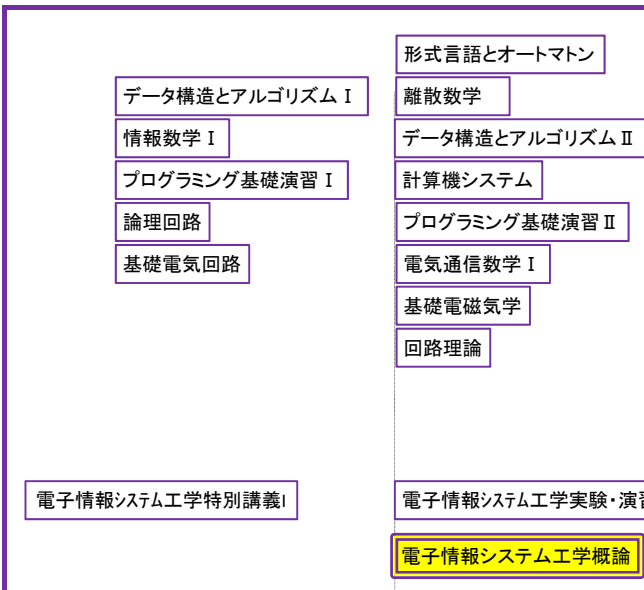 形式言語とオートマトン
データ構造とアルゴリズムⅠ
離散数学
情報数学Ⅰ
データ構造とアルゴリズムⅡ
プログラミング基礎演習Ⅰ
計算機システム
論理回路
プログラミング基礎演習Ⅱ
基礎電気回路
電気通信数学Ⅰ
基礎電磁気学
回路理論
電子情報システム工学特別講義I
電子情報システム工学実験・演
電子情報システム工学概論